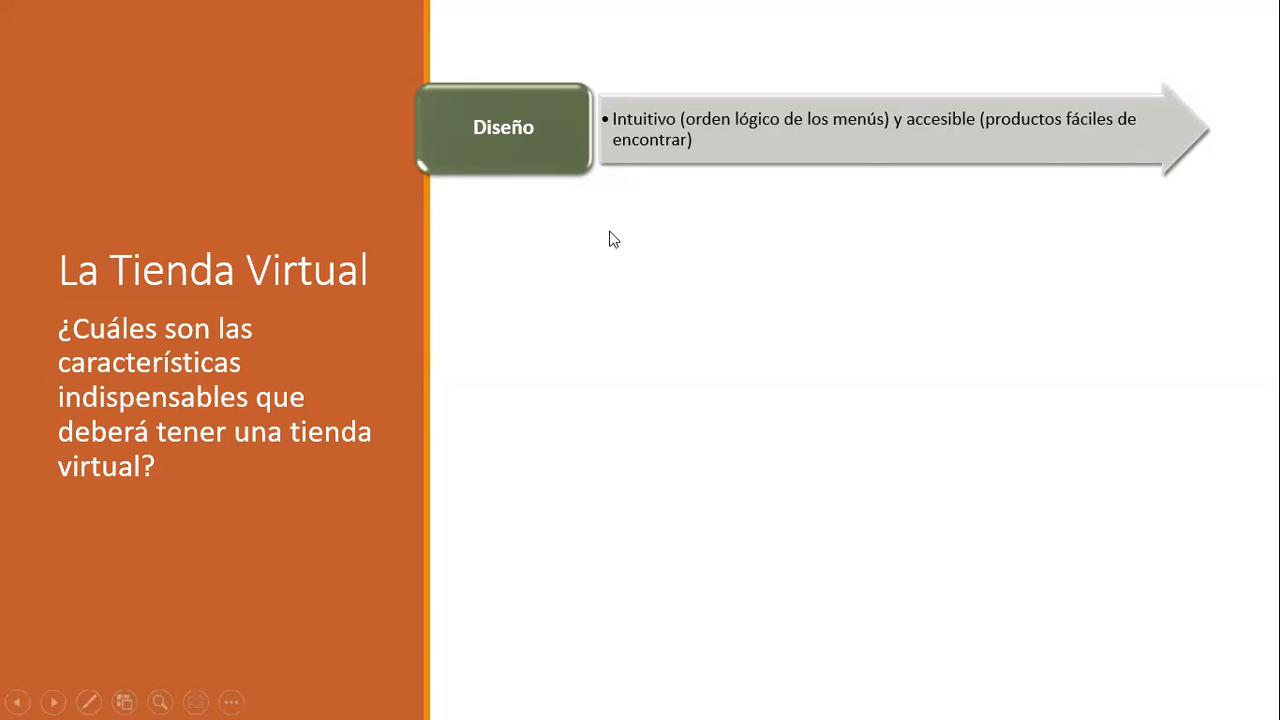 La Tienda Virtual
¿Cuáles son las
características
indispensables que
deberá tener una tienda
virtual?
Diseño
• Intuitivo (orden lógico de los menús) y accesible (productos fáciles de
encontrar)